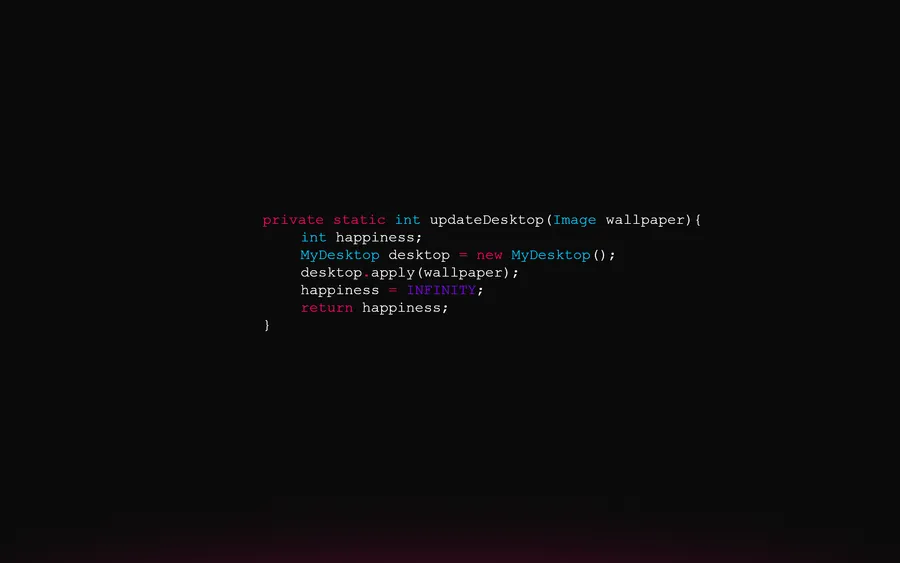 private static int updateDesktop(Image wallpaper){
    int happiness;
    MyDesktop desktop = new MyDesktop();
    desktop.apply(wallpaper);
    happiness = INFINITY;
    return happiness;
}